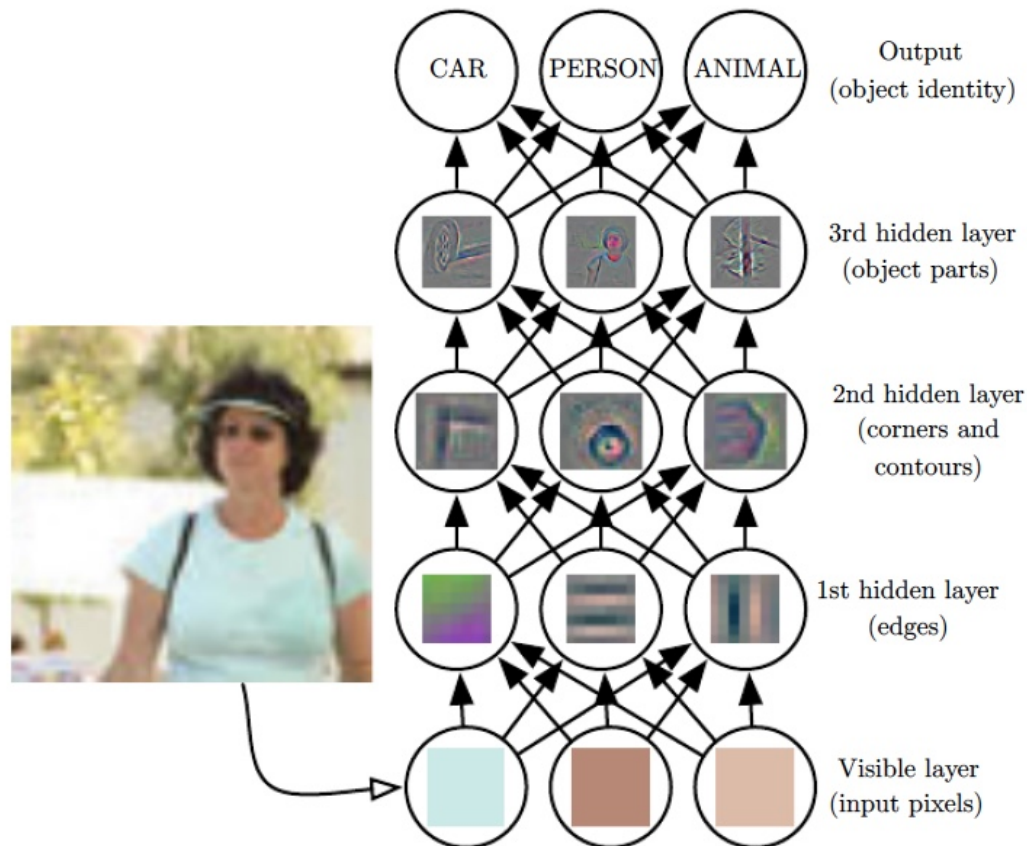 CAR
PERSON
ANIMAL
Output
(object identity)
3rd hidden layer
(object parts)
2nd hidden layer
(corners and
contours)
1st hidden layer
(edges)
Visible layer
(input pixels)